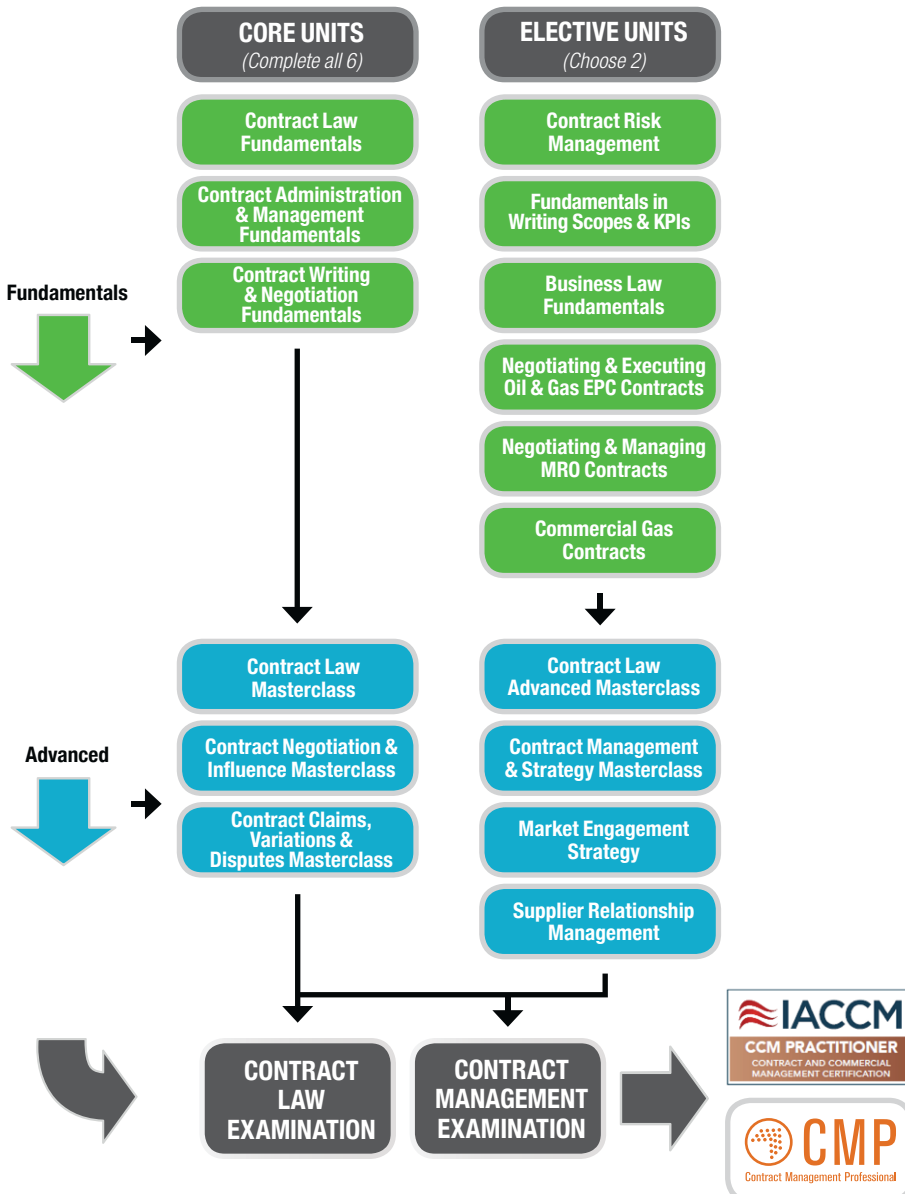 CORE UNITS
(Complete all 6)
ELECTIVE UNITS
(Choose 2)
Contract Law
Fundamentals
Contract Administration
& Management
Fundamentals
Fundamentals
Contract Writing
& Negotiation
Fundamentals
Contract Risk
Management
Fundamentals in
Writing Scopes & KPIs
Business Law
Fundamentals
Negotiating & Executing
Oil & Gas EPC Contracts
Negotiating & Managing
MRO Contracts
Commercial Gas
Contracts
Advanced
Contract Law
Masterclass
Contract Negotiation &
Influence Masterclass
Contract Claims,
Variations &
Disputes Masterclass
Contract Law
Advanced Masterclass
Contract Management
& Strategy Masterclass
Market Engagement
Strategy
Supplier Relationship
Management
CONTRACT
LAW
EXAMINATION
CONTRACT
MANAGEMENT
EXAMINATION
IACCM
CCM PRACTITIONER
CONTRACT AND COMMERCIAL
MANAGEMENT CERTIFICATION
CMP
Contract Management Professional